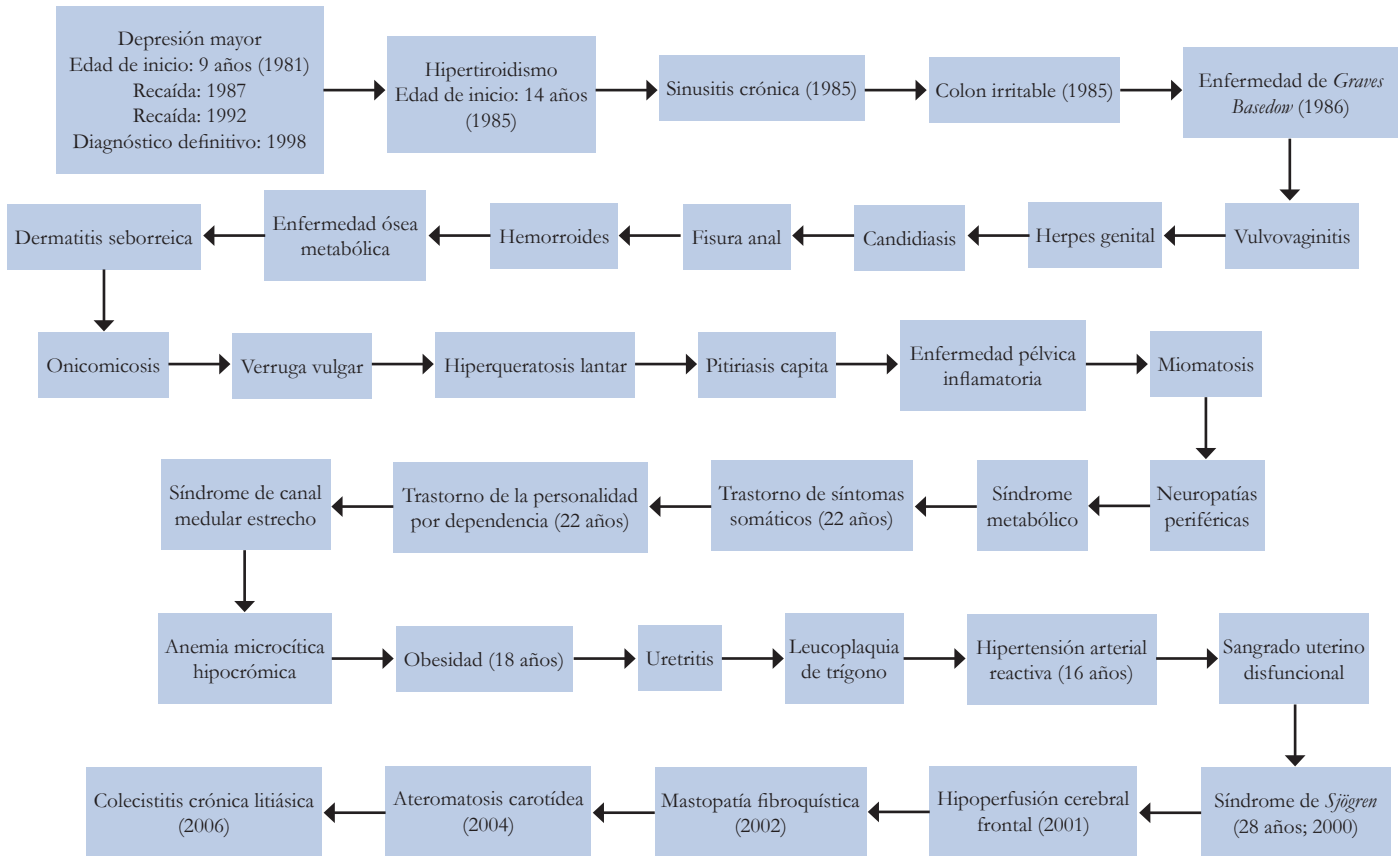 Depresión mayor
Edad de inicio: 9 años (1981)
Recaída: 1987
Recaída: 1992
Diagnóstico definitivo: 1998
Hipertiroidismo
Edad de inicio: 14 años
(1985)
Sinusitis crónica (1985)
Colon irritable (1985)
Enfermedad de Graves
Basedow (1986)
Vulvovaginitis
Herpes genital
Candidiasis
Fisura anal
Hemorroides
Enfermedad ósea
metabólica
Dermatitis seborreica
Onicomicosis
Verruga vulgar
Hiperqueratosis lantar
Pitiriasis capita
Enfermedad pélvica
inflamatoria
Miomatosis
Neuropatías
periféricas
Síndrome
metabólico
Trastorno de síntomas
somáticos (22 años)
Trastorno de la personalidad
por dependencia (22 años)
Síndrome de canal
medular estrecho
Anemia microcítica
hipocrómica
Obesidad (18 años)
Uretritis
Leucoplaquia
de trígono
Hipertensión arterial
reactiva (16 años)
Sangrado uterino
disfuncional
Síndrome de Sjögren
(28 años; 2000)
Hipoperfusión cerebral
frontal (2001)
Mastopatía fibroquística
(2002)
Ateromatosis carotídea
(2004)
Colecistitis crónica litiásica
(2006)